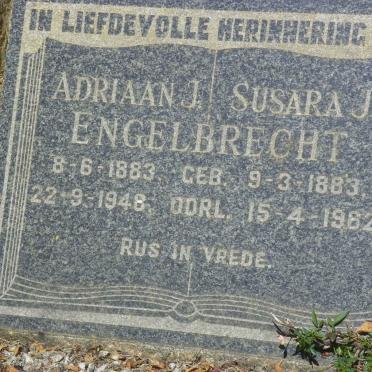 IN LIEFDEVOLLE HERINNERING
ADRIAAN J. SUSARA J.
ENGELBRECHT
8-6-1883. GEB. 9-3-1883.
22-9-1948. OORL. 15-4-1962
RUS IN VREDE.